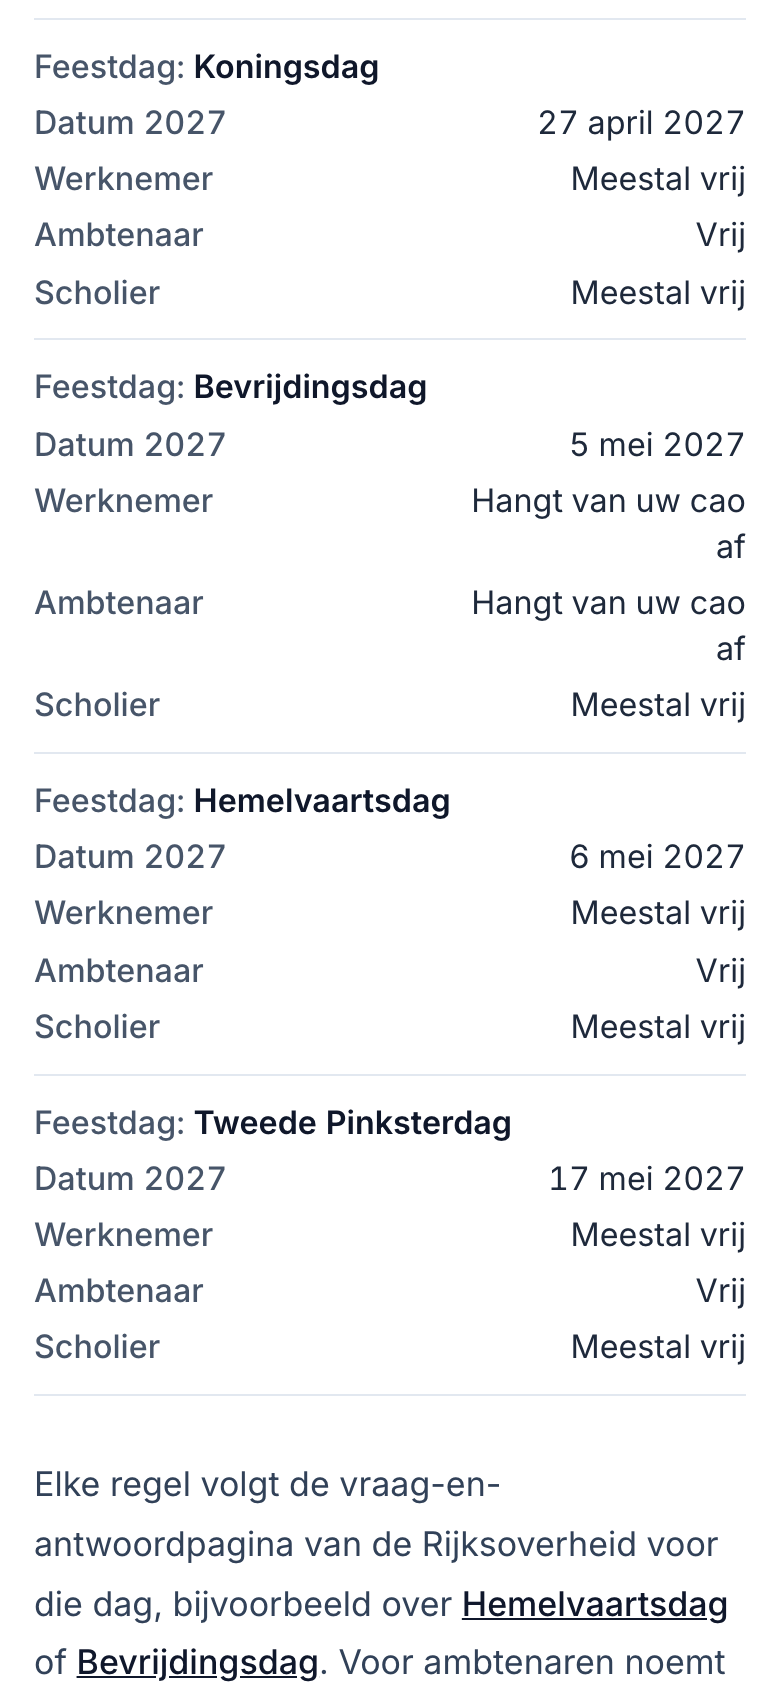 Feestdag: Koningsdag
Datum 2027 27 april 2027
Werknemer Meestal vrij
Ambtenaar Vrij
Scholier Meestal vrij
Feestdag: Bevrijdingsdag
Datum 2027 5 mei 2027
Werknemer Hangt van uw cao
af
Ambtenaar Hangt van uw cao
af
Scholier Meestal vrij
Feestdag: Hemelvaartsdag
Datum 2027 6 mei 2027
Werknemer Meestal vrij
Ambtenaar Vrij
Scholier Meestal vrij
Feestdag: Tweede Pinksterdag
Datum 2027 17 mei 2027
Werknemer Meestal vrij
Ambtenaar Vrij
Scholier Meestal vrij
Elke regel volgt de vraag-en-
antwoordpagina van de Rijksoverheid voor
die dag, bijvoorbeeld over Hemelvaartsdag
of Bevrijdingsdag. Voor ambtenaren noemt